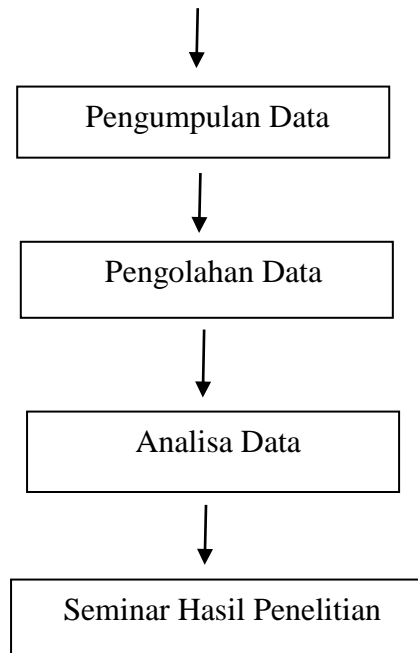 Pengumpulan Data
Pengolahan Data
Analisa Data
Seminar Hasil Penelitian